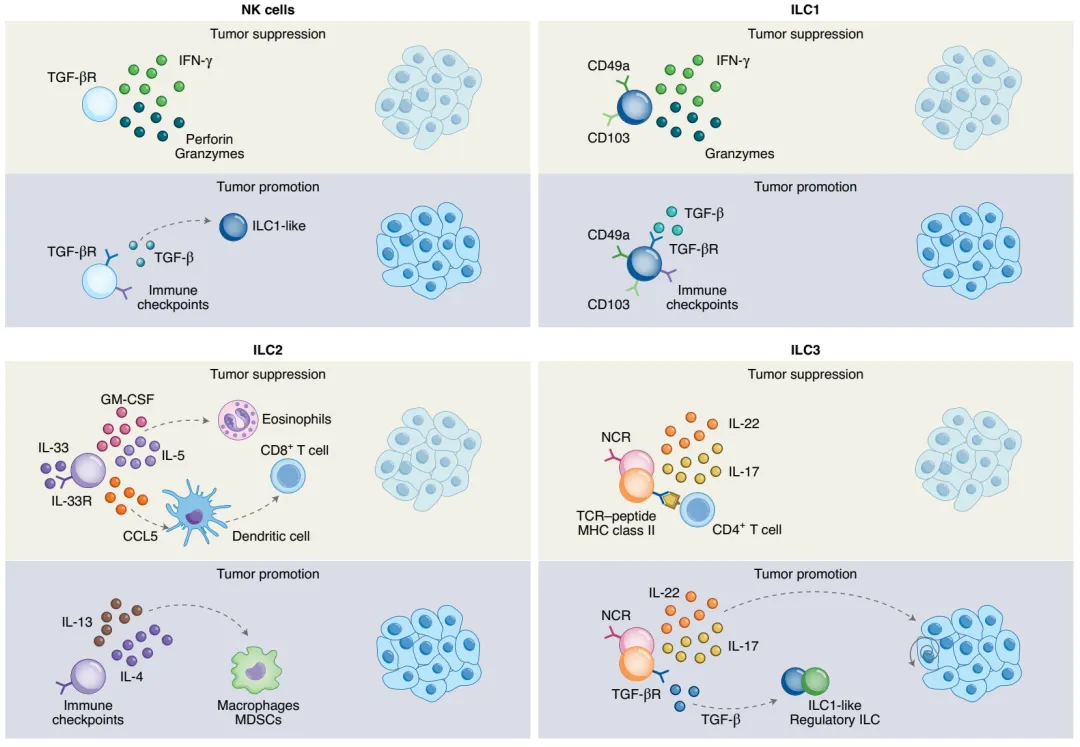 NK cells
Tumor suppression
TGF-βR
IFN-γ
Perforin
Granzymes
Tumor promotion
ILC1-like
TGF-βR
TGF-β
Immune
checkpoints
ILC1
Tumor suppression
CD49a
IFN-γ
CD103
Granzymes
Tumor promotion
TGF-β
CD49a
TGF-βR
CD103
Immune
checkpoints
ILC2
Tumor suppression
GM-CSF
Eosinophils
IL-33
IL-5
CD8⁺ T cell
IL-33R
CCL5
Dendritic cell
Tumor promotion
IL-13
IL-4
Immune
checkpoints
Macrophages
MDSCs
ILC3
Tumor suppression
IL-22
NCR
IL-17
TCR–peptide
MHC class II
CD4⁺ T cell
Tumor promotion
IL-22
NCR
IL-17
TGF-βR
TGF-β
ILC1-like
Regulatory ILC